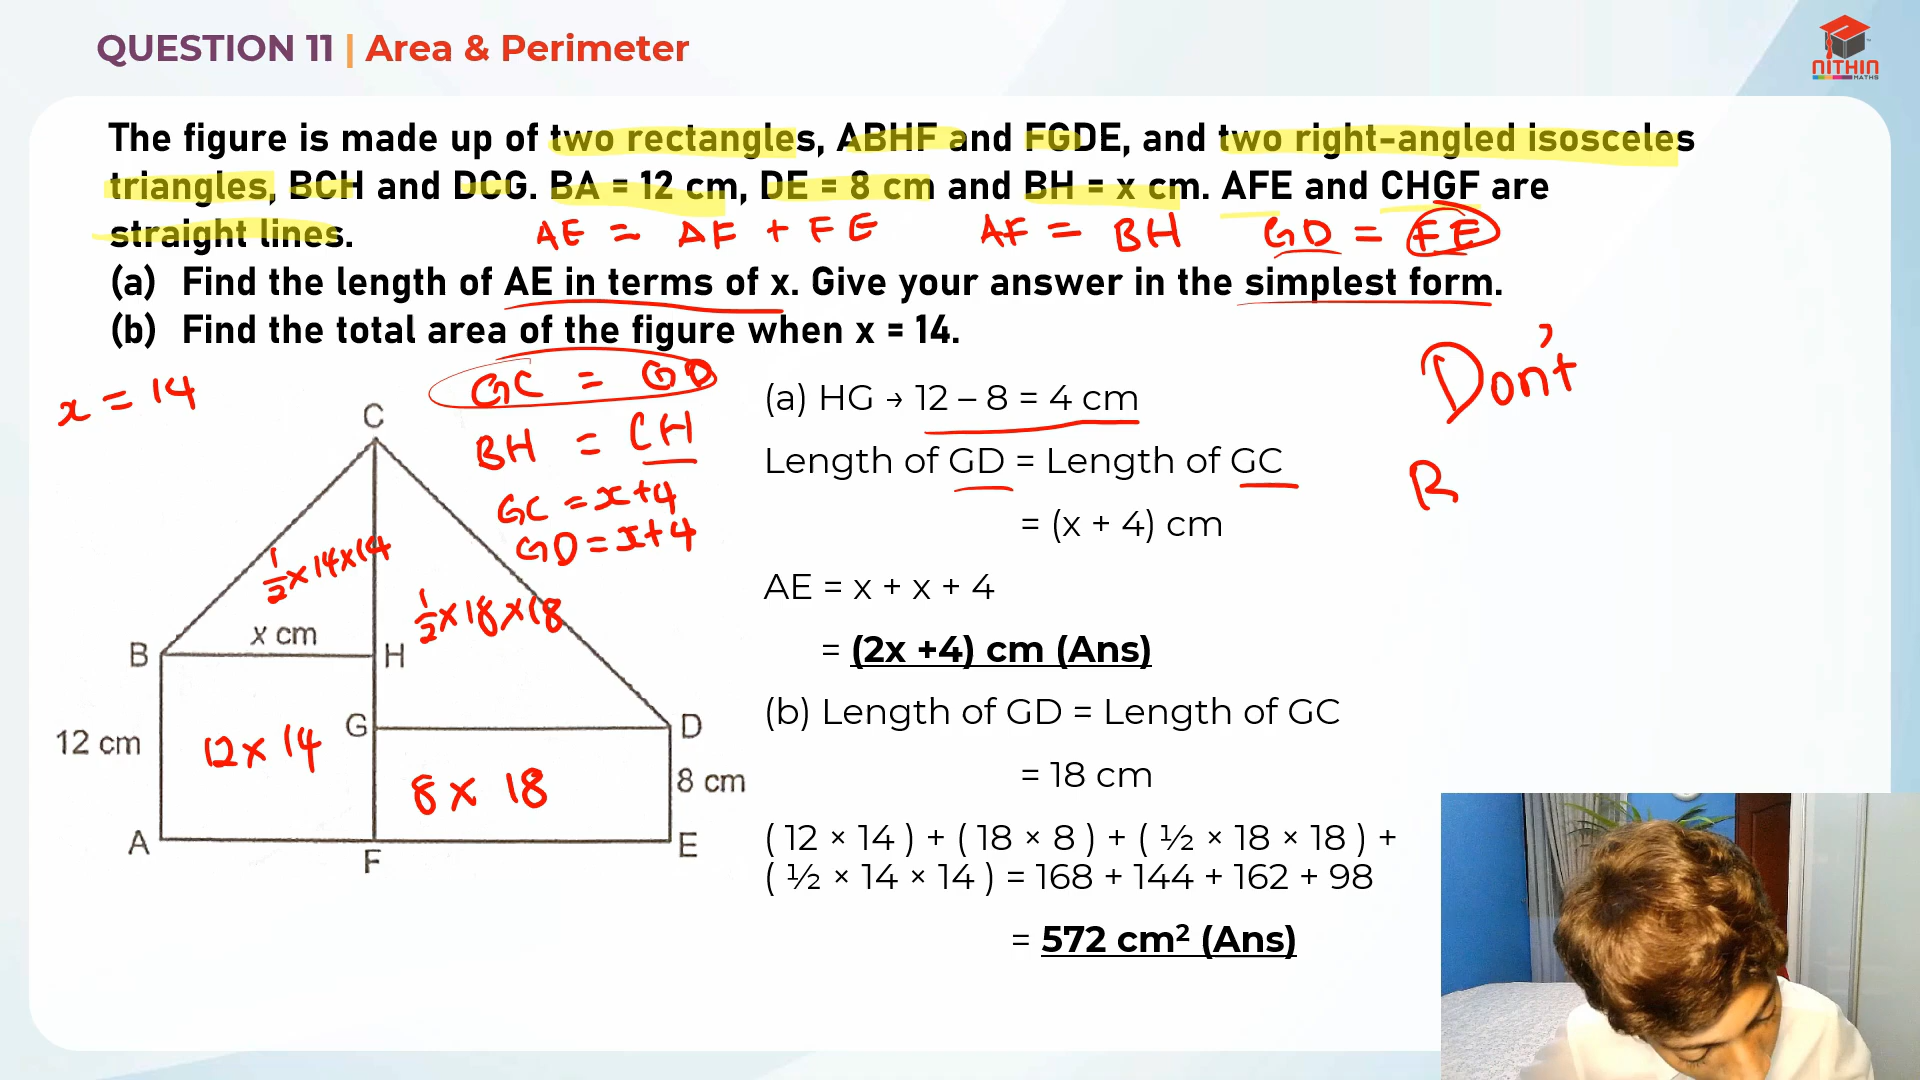 QUESTION 11 | Area & Perimeter
NITHIN
MATHS
The figure is made up of two rectangles, ABHF and FGDE, and two right-angled isosceles
triangles, BCH and DCG. BA = 12 cm, DE = 8 cm and BH = x cm. AFE and CHGF are
straight lines.
AE = AF + FE AF = BH GD = FE
(a) Find the length of AE in terms of x. Give your answer in the simplest form.
(b) Find the total area of the figure when x = 14.
x = 14
GC = GD
BH = CH
GC = x+4
GD = x+4
C
½ × 14 × 14
½ × 18 × 18
x cm
B
H
G
D
12 cm
12 × 14
8 × 18
8 cm
A
F
E
(a) HG → 12 – 8 = 4 cm
Length of GD = Length of GC
= (x + 4) cm
AE = x + x + 4
= (2x +4) cm (Ans)
(b) Length of GD = Length of GC
= 18 cm
( 12 × 14 ) + ( 18 × 8 ) + ( ½ × 18 × 18 ) +
( ½ × 14 × 14 ) = 168 + 144 + 162 + 98
= 572 cm² (Ans)
Don't
R